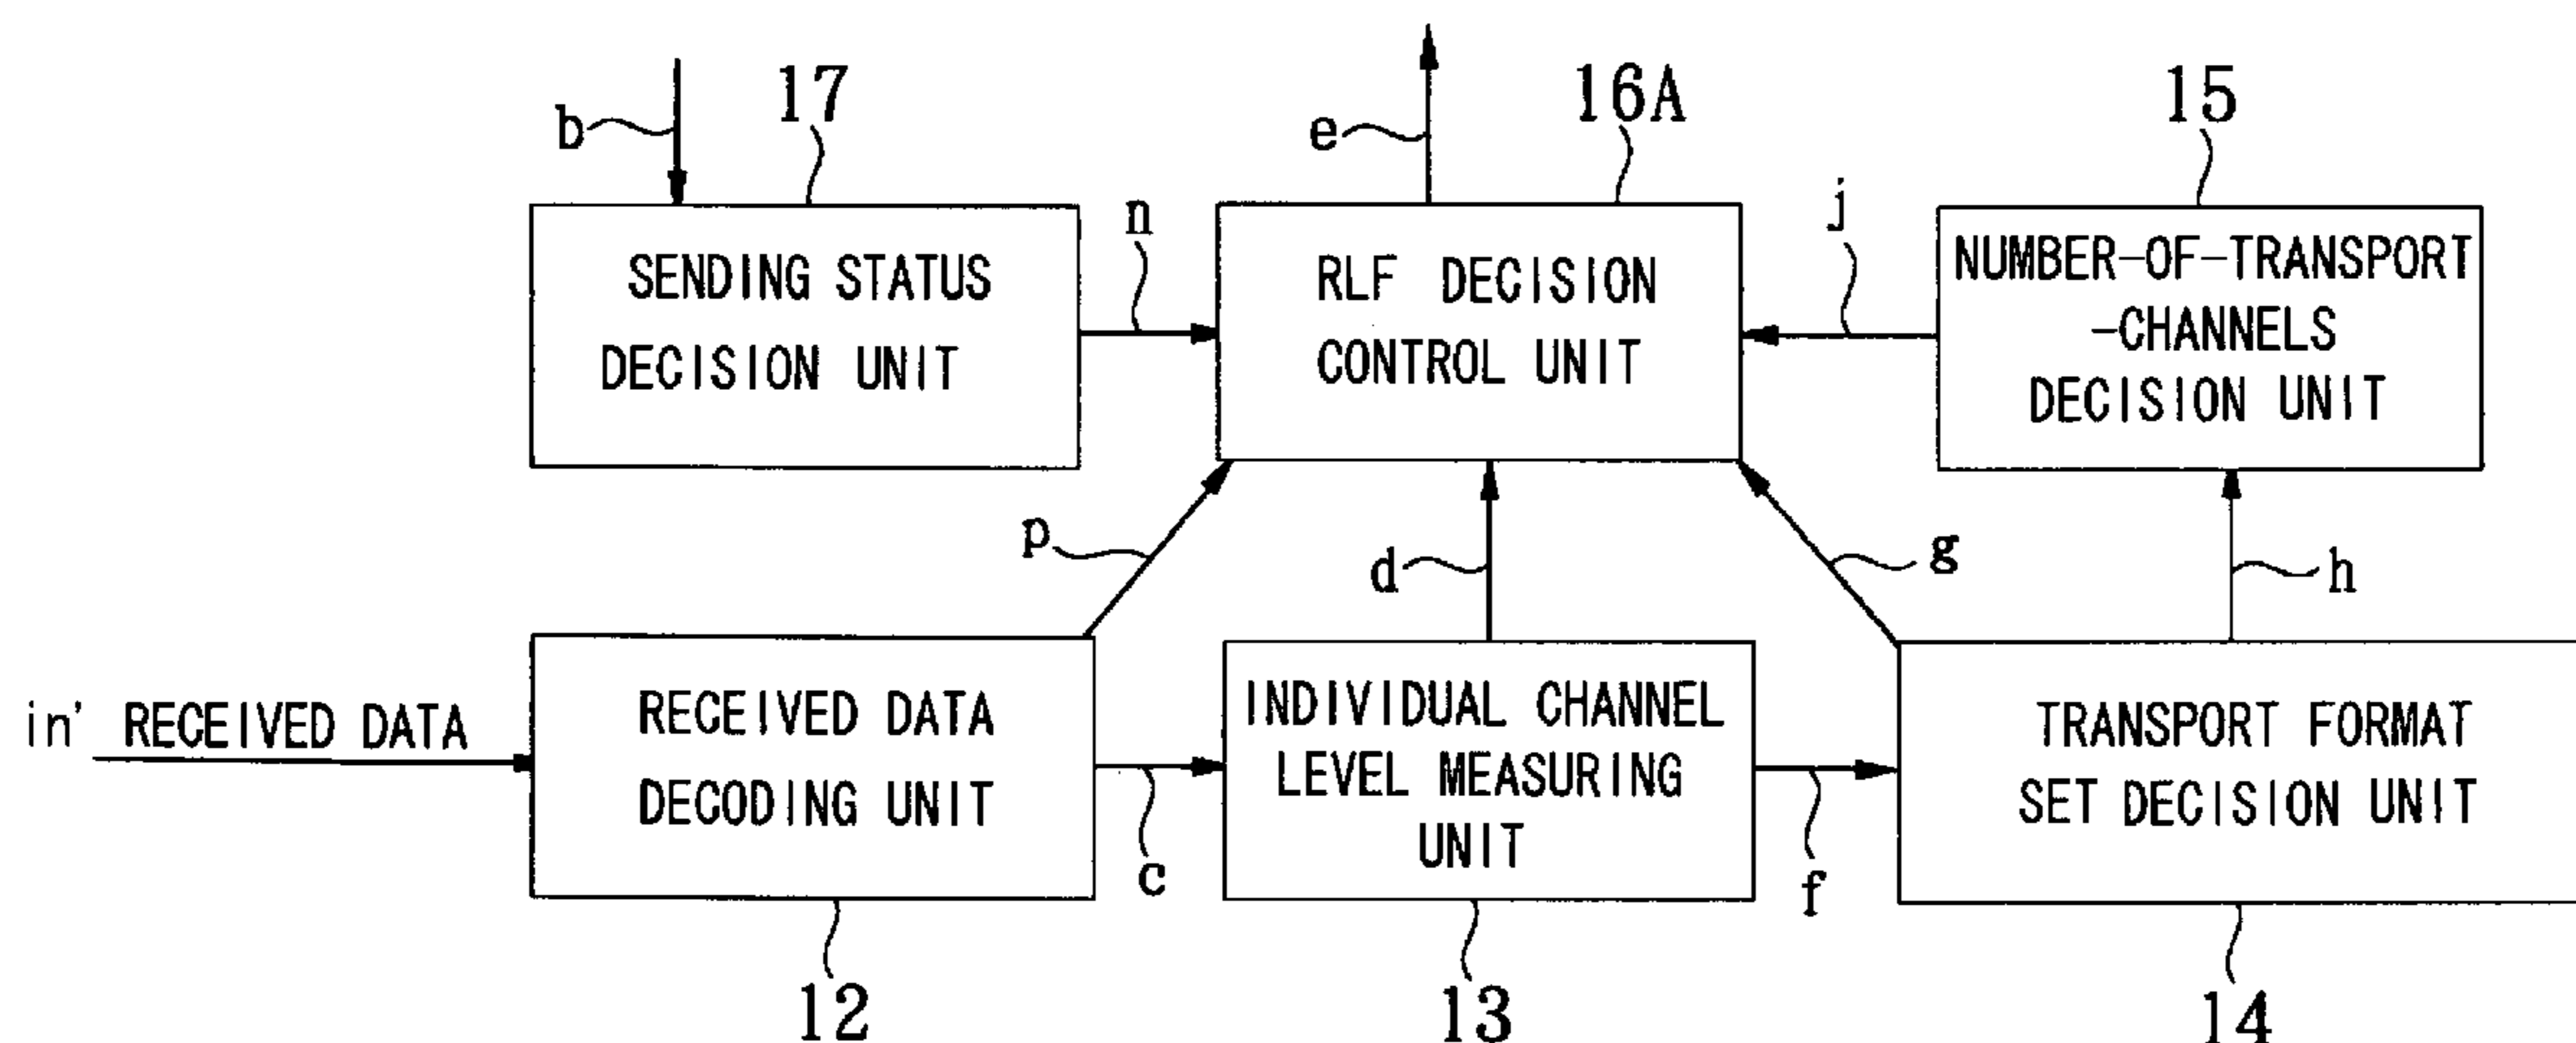 b
17
e
16A
15
SENDING STATUS
DECISION UNIT
n
RLF DECISION
CONTROL UNIT
j
NUMBER-OF-TRANSPORT
-CHANNELS
DECISION UNIT
p
d
g
h
in' RECEIVED DATA
RECEIVED DATA
DECODING UNIT
c
INDIVIDUAL CHANNEL
LEVEL MEASURING
UNIT
f
TRANSPORT FORMAT
SET DECISION UNIT
12
13
14